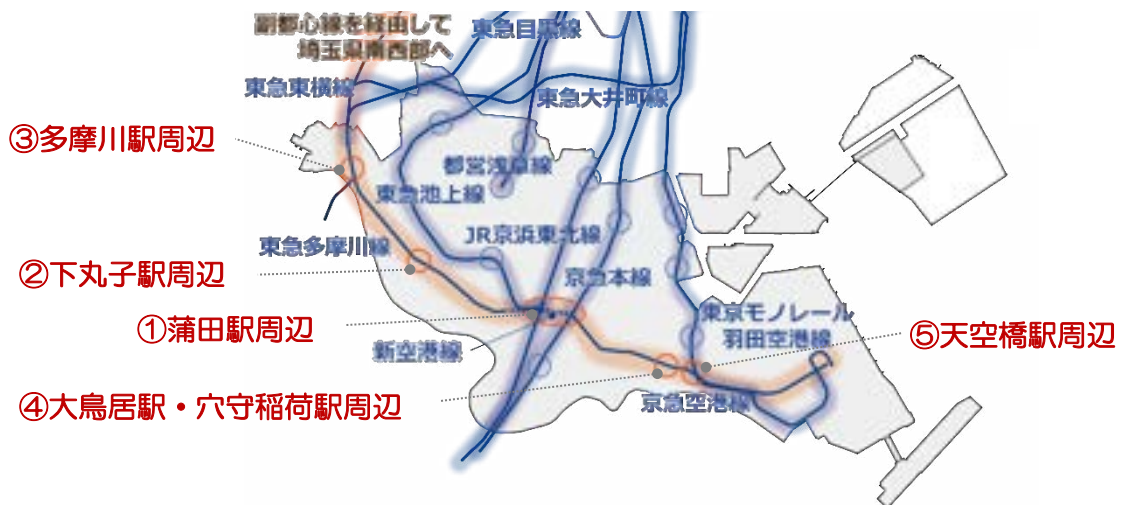 副都心線を経由して
埼玉県南西部へ
東急目黒線
東急東横線
東急大井町線
③多摩川駅周辺
都営浅草線
東急池上線
JR京浜東北線
東急多摩川線
②下丸子駅周辺
京急本線
①蒲田駅周辺
東京モノレール
羽田空港線
⑤天空橋駅周辺
新空港線
④大鳥居駅・穴守稲荷駅周辺
京急空港線